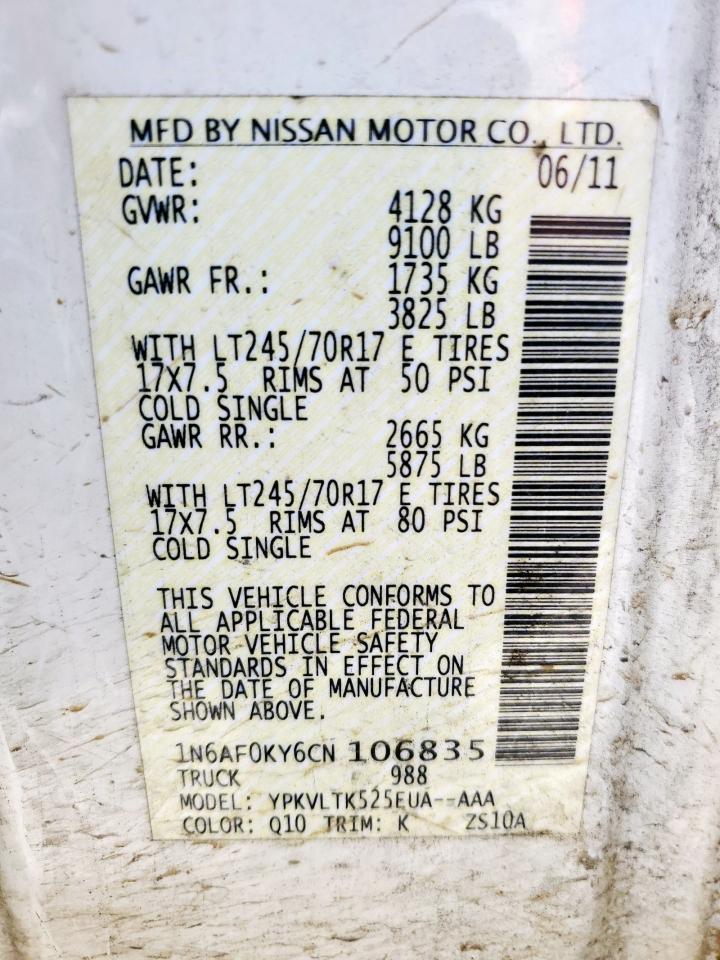 MFD BY NISSAN MOTOR CO., LTD.
DATE: 06/11
GVWR: 4128 KG
9100 LB
GAWR FR.: 1735 KG
3825 LB
WITH LT245/70R17 E TIRES
17X7.5 RIMS AT 50 PSI
COLD SINGLE
GAWR RR.: 2665 KG
5875 LB
WITH LT245/70R17 E TIRES
17X7.5 RIMS AT 80 PSI
COLD SINGLE
THIS VEHICLE CONFORMS TO
ALL APPLICABLE FEDERAL
MOTOR VEHICLE SAFETY
STANDARDS IN EFFECT ON
THE DATE OF MANUFACTURE
SHOWN ABOVE.
1N6AF0KY6CN 106835
TRUCK 988
MODEL: YPKVLTK525EUA--AAA
COLOR: Q10 TRIM: K ZS10A